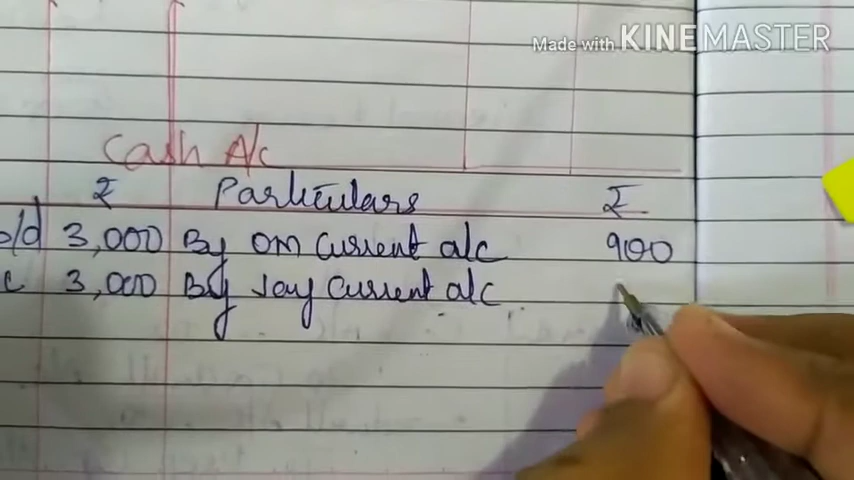 Made with KINEMASTER
Cash A/c
₹ Particulars ₹
b/d 3,000 By Om Current a/c 900
c 3,000 By Jay Current a/c